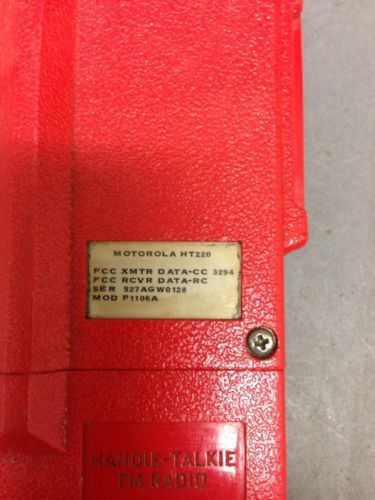 MOTOROLA HT220
FCC XMTR DATA-CC 3294
FCC RCVR DATA-RC
SER 527AGW0128
MOD P1106A
HANDIE-TALKIE
FM RADIO